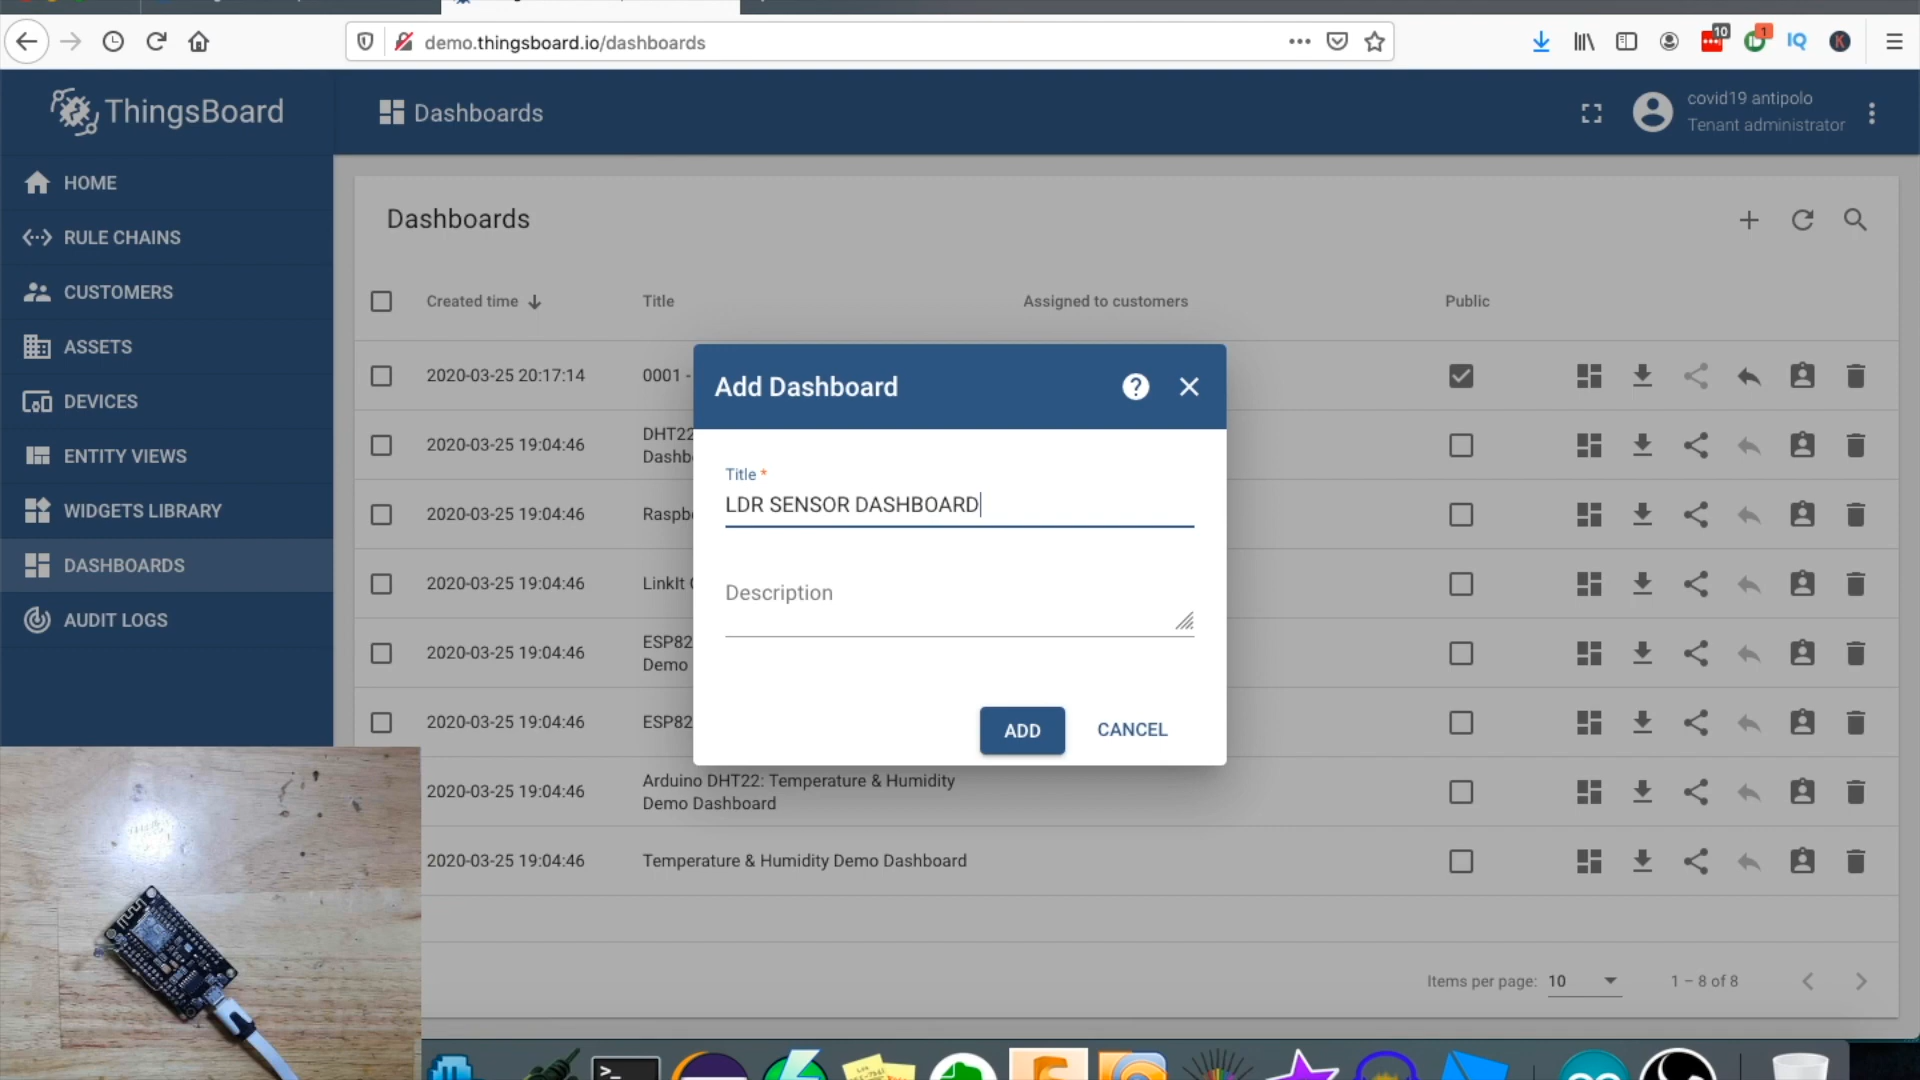 demo.thingsboard.io/dashboards
10
1
IQ
K
ThingsBoard
Dashboards
covid19 antipolo
Tenant administrator
HOME
RULE CHAINS
CUSTOMERS
ASSETS
DEVICES
ENTITY VIEWS
WIDGETS LIBRARY
DASHBOARDS
AUDIT LOGS
Dashboards
Created time
Title
Assigned to customers
Public
2020-03-25 20:17:14
0001 -
2020-03-25 19:04:46
DHT22
Dashb
2020-03-25 19:04:46
Raspb
2020-03-25 19:04:46
LinkIt
2020-03-25 19:04:46
ESP82
Demo
2020-03-25 19:04:46
ESP82
2020-03-25 19:04:46
Arduino DHT22: Temperature & Humidity
Demo Dashboard
2020-03-25 19:04:46
Temperature & Humidity Demo Dashboard
Items per page: 10
1 – 8 of 8
Add Dashboard
Title *
LDR SENSOR DASHBOARD
Description
ADD
CANCEL